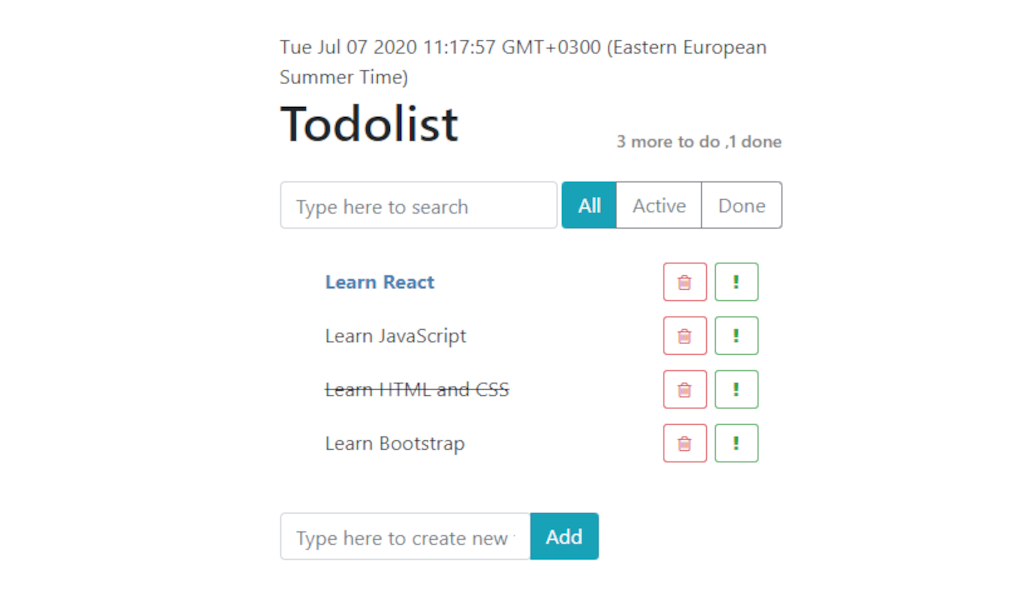 Tue Jul 07 2020 11:17:57 GMT+0300 (Eastern European
Summer Time)
Todolist
3 more to do ,1 done
Type here to search
All
Active
Done
Learn React
Learn JavaScript
Learn HTML and CSS
Learn Bootstrap
Type here to create new
Add